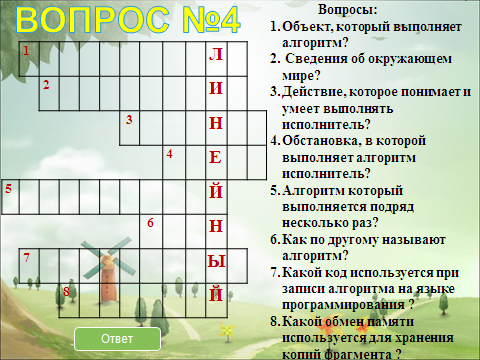 ВОПРОС №4
1 Л
2 И
3 Н
4 Е
5 Й
6 Н
7 Ы
8 Й
Ответ
Вопросы:
1. Объект, который выполняет
алгоритм?
2. Сведения об окружающем
мире?
3. Действие, которое понимает и
умеет выполнять
исполнитель?
4. Обстановка, в которой
выполняет алгоритм
исполнитель?
5. Алгоритм который
выполняется подряд
несколько раз?
6. Как по другому называют
алгоритм?
7. Какой код используется при
записи алгоритма на языке
программирования ?
8. Какой обмен памяти
используется для хранения
копий фрагмента ?